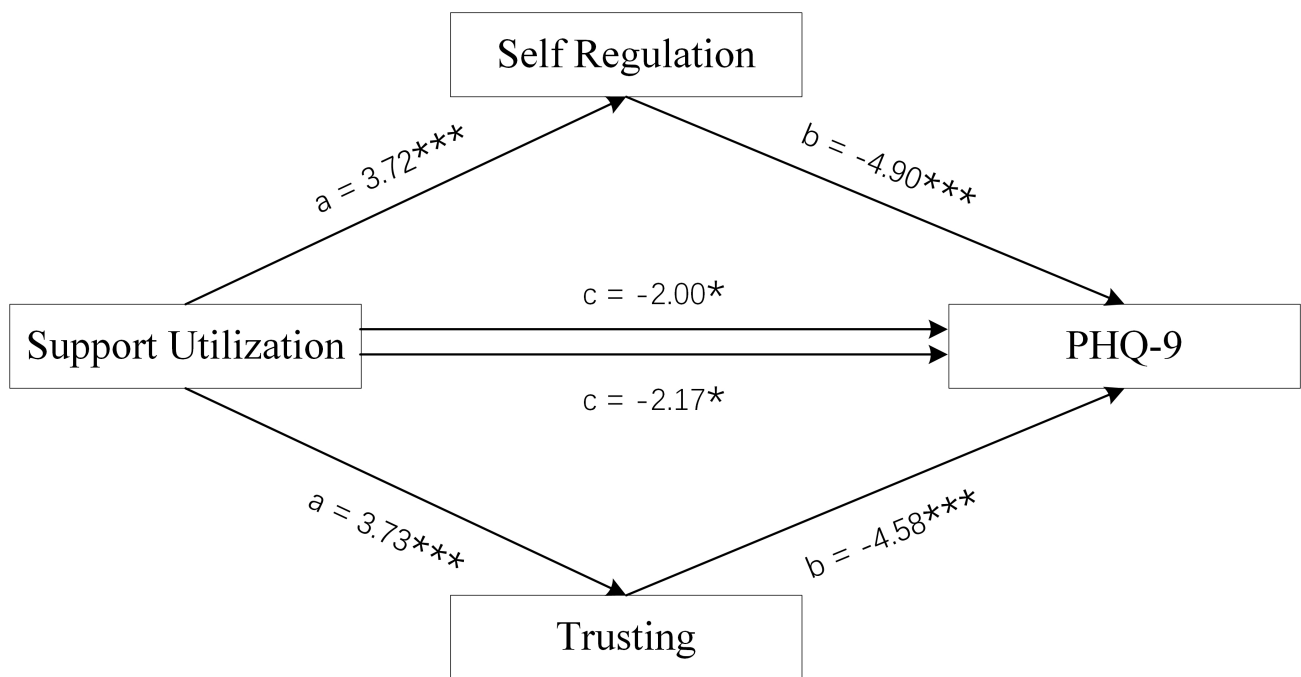 Self Regulation
a = 3.72***
b = -4.90***
c = -2.00*
Support Utilization
PHQ-9
c = -2.17*
a = 3.73***
b = -4.58***
Trusting